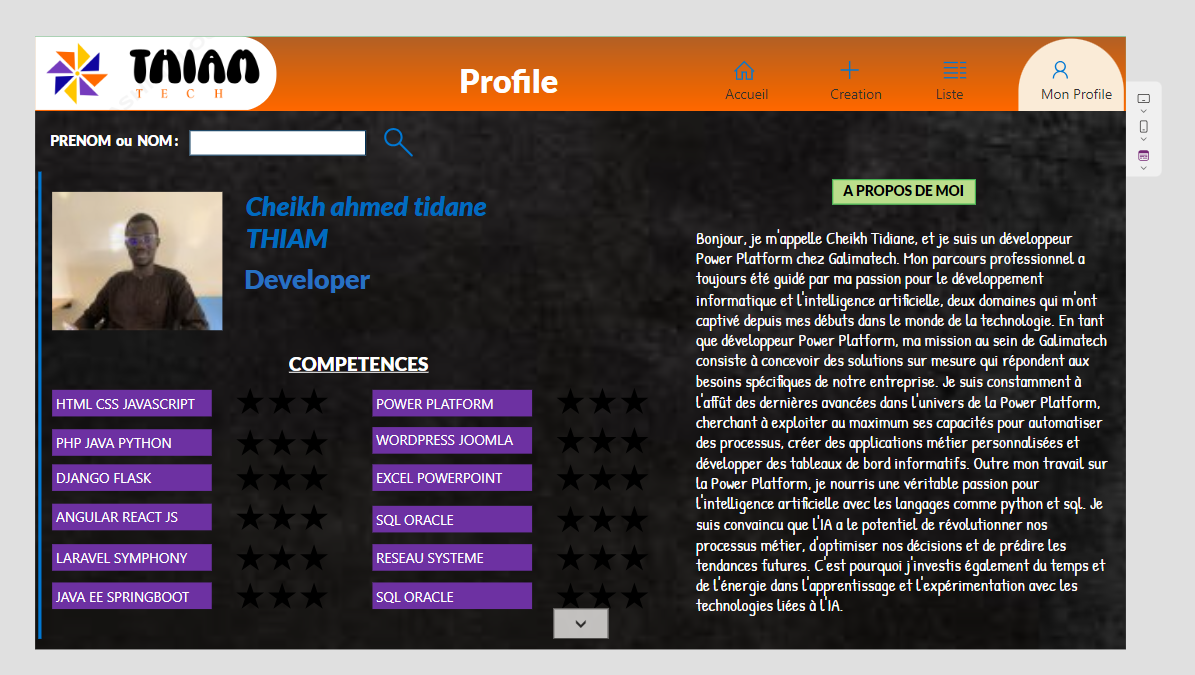 THIAM
TECH
Profile
Accueil
Creation
Liste
Mon Profile
PRENOM ou NOM :
Cheikh ahmed tidane
THIAM
Developer
A PROPOS DE MOI
Bonjour, je m'appelle Cheikh Tidiane, et je suis un développeur
Power Platform chez Galimatech. Mon parcours professionnel a
toujours été guidé par ma passion pour le développement
informatique et l'intelligence artificielle, deux domaines qui m'ont
captivé depuis mes débuts dans le monde de la technologie. En tant
que développeur Power Platform, ma mission au sein de Galimatech
consiste à concevoir des solutions sur mesure qui répondent aux
besoins spécifiques de notre entreprise. Je suis constamment à
l'affût des dernières avancées dans l'univers de la Power Platform,
cherchant à exploiter au maximum ses capacités pour automatiser
des processus, créer des applications métier personnalisées et
développer des tableaux de bord informatifs. Outre mon travail sur
la Power Platform, je nourris une véritable passion pour
l'intelligence artificielle avec les langages comme python et sql. Je
suis convaincu que l'IA a le potentiel de révolutionner nos
processus métier, d'optimiser nos décisions et de prédire les
tendances futures. C'est pourquoi j'investis également du temps et
de l'énergie dans l'apprentissage et l'expérimentation avec les
technologies liées à l'IA.
COMPETENCES
HTML CSS JAVASCRIPT
POWER PLATFORM
PHP JAVA PYTHON
WORDPRESS JOOMLA
DJANGO FLASK
EXCEL POWERPOINT
ANGULAR REACT JS
SQL ORACLE
LARAVEL SYMPHONY
RESEAU SYSTEME
JAVA EE SPRINGBOOT
SQL ORACLE